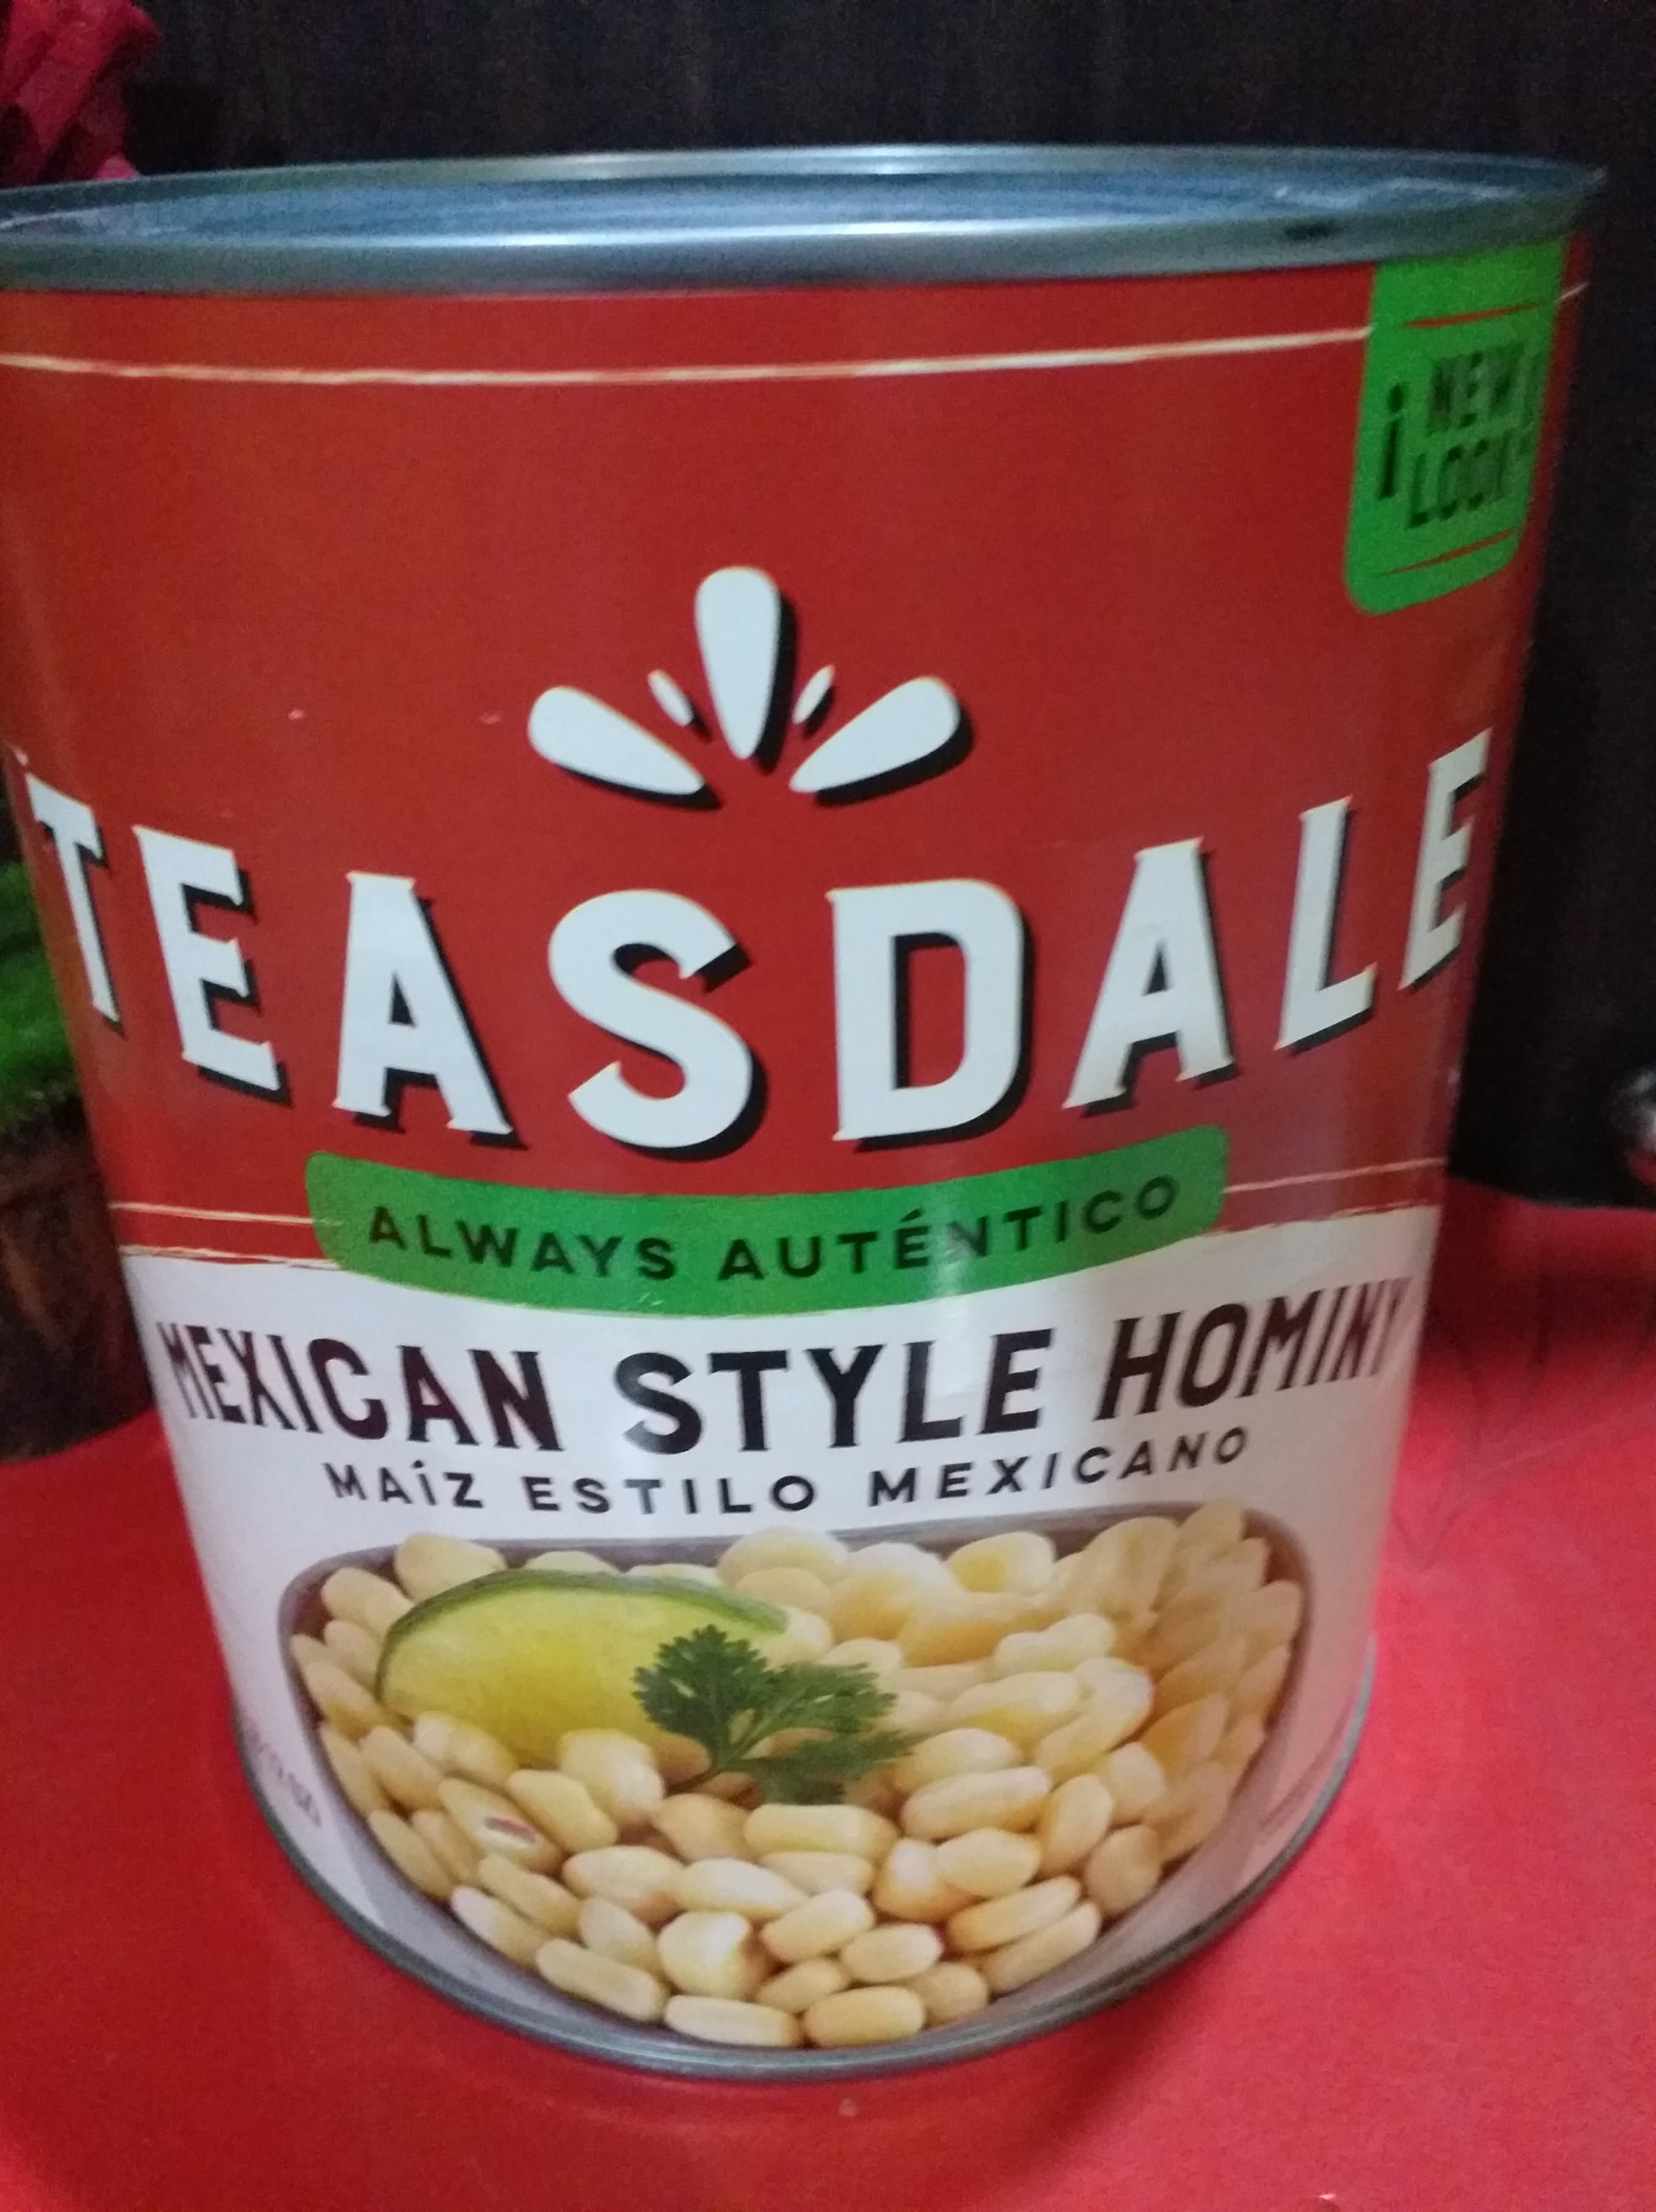 ¡NEW
LOOK!
TEASDALE
ALWAYS AUTÉNTICO
MEXICAN STYLE HOMINY
MAÍZ ESTILO MEXICANO